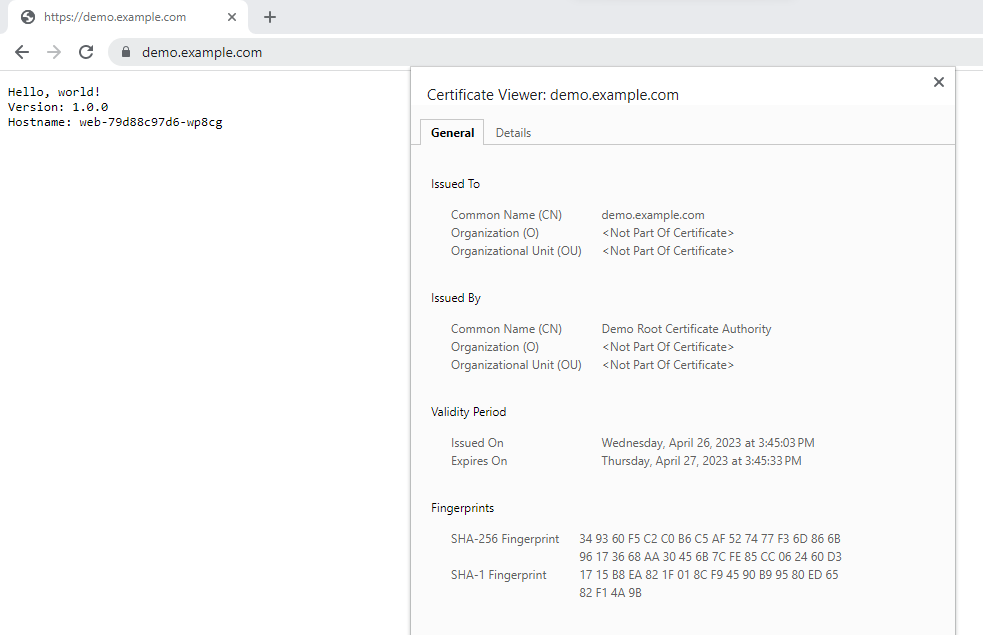 https://demo.example.com
demo.example.com
Hello, world!
Version: 1.0.0
Hostname: web-79d88c97d6-wp8cg
Certificate Viewer: demo.example.com
General Details
Issued To
Common Name (CN) demo.example.com
Organization (O) <Not Part Of Certificate>
Organizational Unit (OU) <Not Part Of Certificate>
Issued By
Common Name (CN) Demo Root Certificate Authority
Organization (O) <Not Part Of Certificate>
Organizational Unit (OU) <Not Part Of Certificate>
Validity Period
Issued On Wednesday, April 26, 2023 at 3:45:03 PM
Expires On Thursday, April 27, 2023 at 3:45:33 PM
Fingerprints
SHA-256 Fingerprint 34 93 60 F5 C2 C0 B6 C5 AF 52 74 77 F3 6D 86 6B
96 17 36 68 AA 30 45 6B 7C FE 85 CC 06 24 60 D3
SHA-1 Fingerprint 17 15 B8 EA 82 1F 01 8C F9 45 90 B9 95 80 ED 65
82 F1 4A 9B